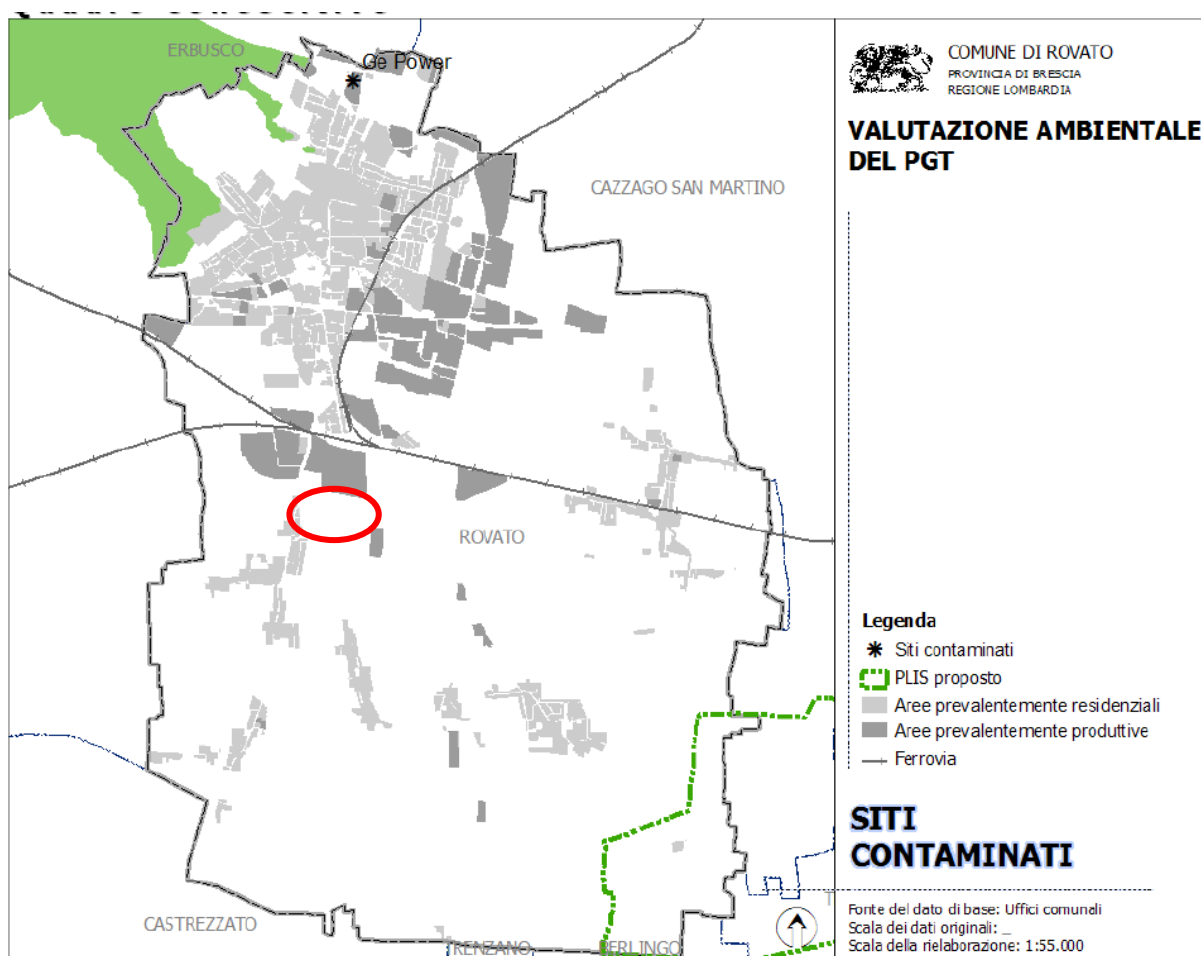 ERBUSCO
Ge Power
CAZZAGO SAN MARTINO
ROVATO
CASTREZZATO
TRENZANO
BERLINGO
COMUNE DI ROVATO
PROVINCIA DI BRESCIA
REGIONE LOMBARDIA
VALUTAZIONE AMBIENTALE
DEL PGT
Legenda
Siti contaminati
PLIS proposto
Aree prevalentemente residenziali
Aree prevalentemente produttive
Ferrovia
SITI
CONTAMINATI
Fonte del dato di base: Uffici comunali
Scala dei dati originali: _
Scala della rielaborazione: 1:55.000